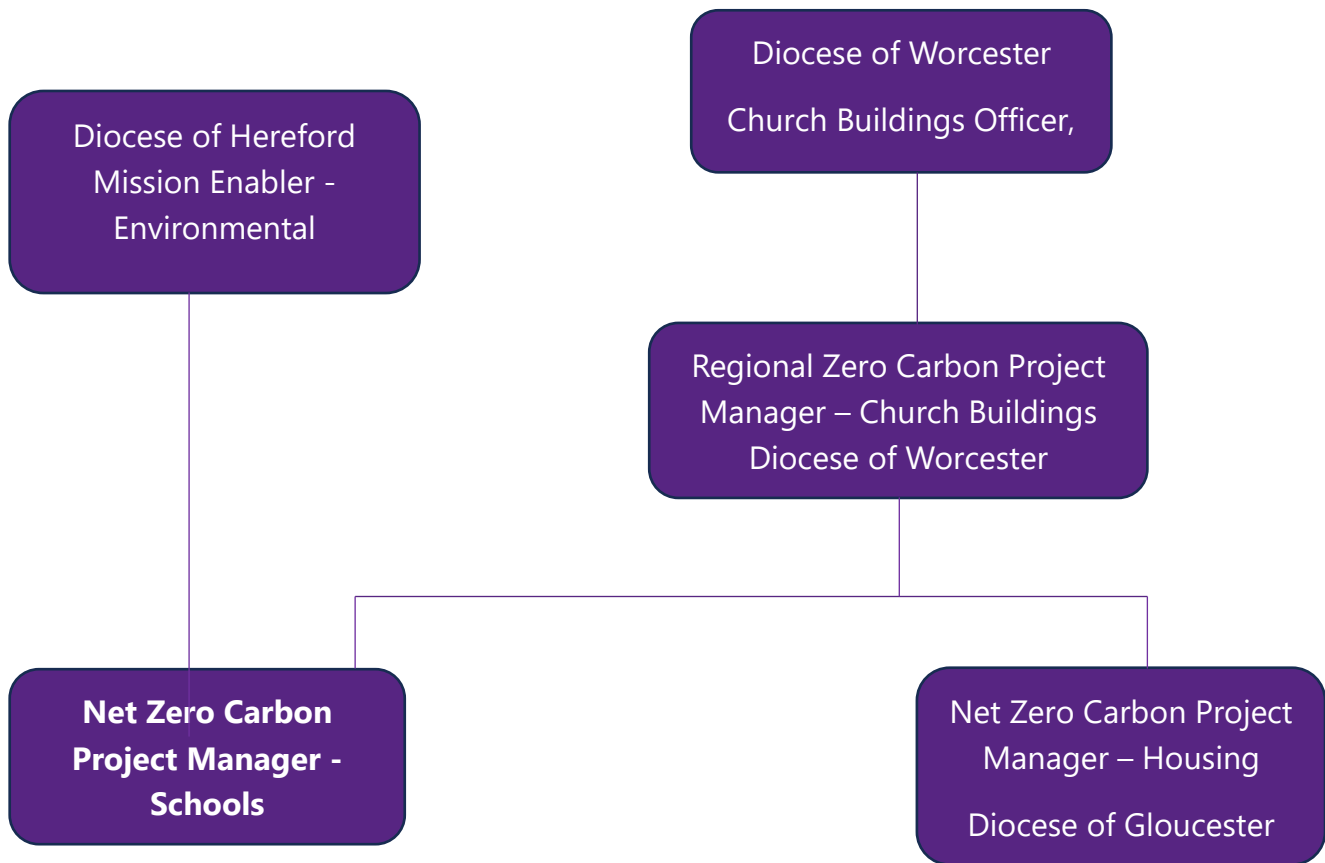 Diocese of Worcester
Church Buildings Officer,
Diocese of Hereford
Mission Enabler -
Environmental
Regional Zero Carbon Project
Manager – Church Buildings
Diocese of Worcester
Net Zero Carbon
Project Manager -
Schools
Net Zero Carbon Project
Manager – Housing
Diocese of Gloucester